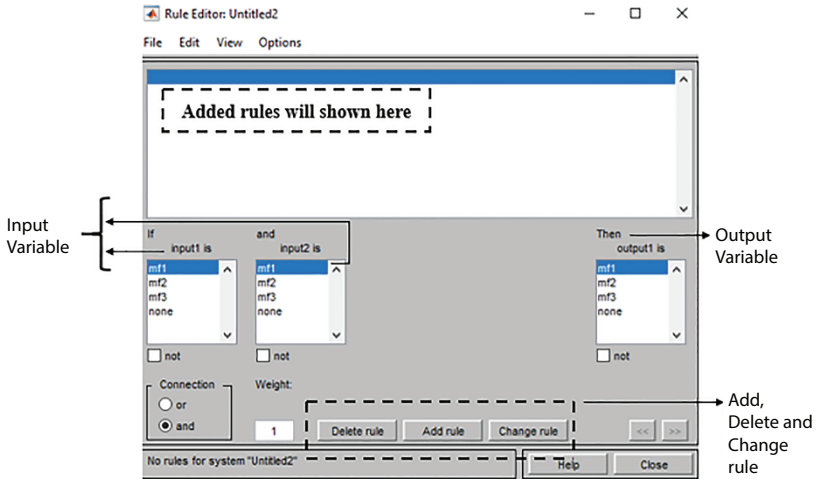 Rule Editor: Untitled2
File Edit View Options
Added rules will shown here
Input
Variable
If
and
Then
input1 is
input2 is
output1 is
Output
Variable
mf1
mf2
mf3
none
mf1
mf2
mf3
none
mf1
mf2
mf3
none
not
not
not
Connection
or
and
Weight:
1
Delete rule
Add rule
Change rule
<<
>>
Add,
Delete and
Change
rule
No rules for system "Untitled2"
Help
Close